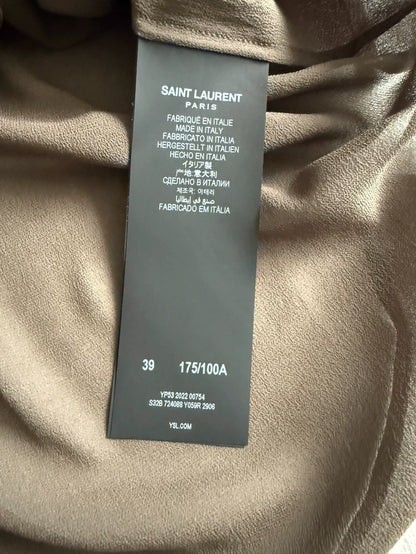 SAINT LAURENT
PARIS
FABRIQUÉ EN ITALIE
MADE IN ITALY
FABBRICATO IN ITALIA
HERGESTELLT IN ITALIEN
HECHO EN ITALIA
イタリア製
产地:意大利
СДЕЛАНО В ИТАЛИИ
제조국: 이태리
صنع في إيطاليا
FABRICADO EM ITÁLIA
39 175/100A
YP53 2022 00754
S32B 724088 Y059R 2906
YSL.COM